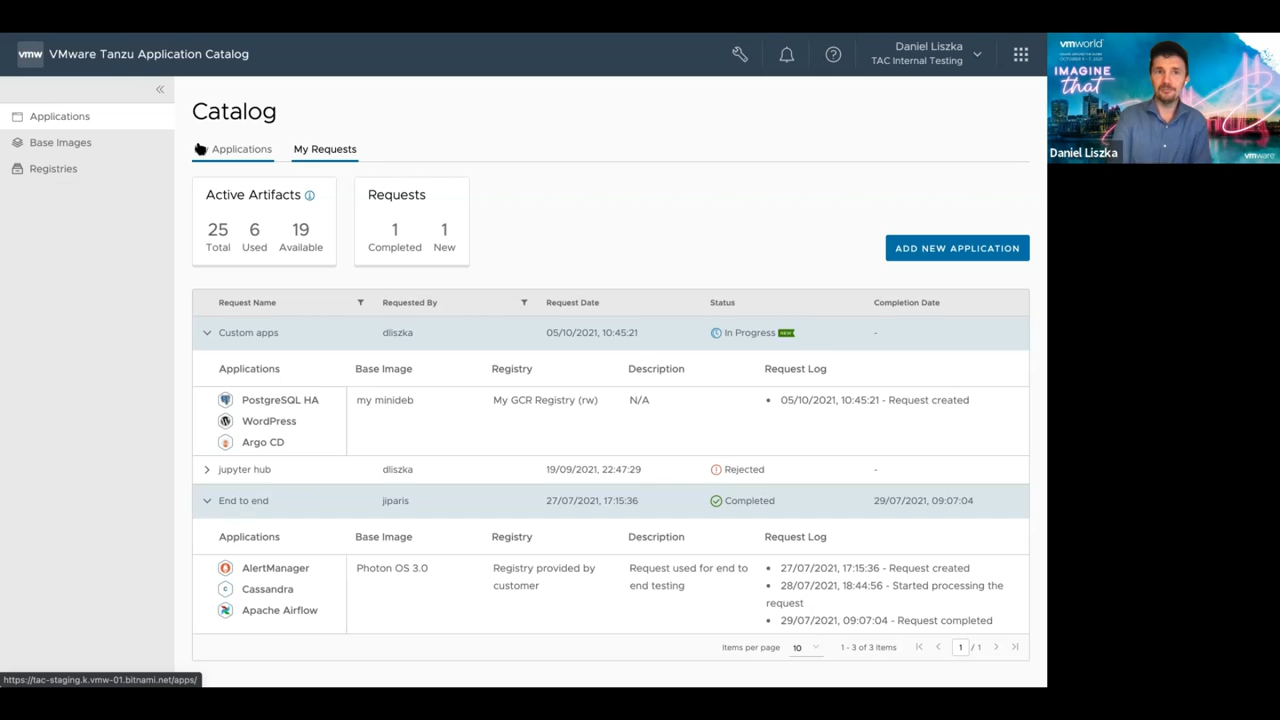 vmw VMware Tanzu Application Catalog
Daniel Liszka
TAC Internal Testing
Applications
Base Images
Registries
Catalog
Applications My Requests
Active Artifacts
25 6 19
Total Used Available
Requests
1 1
Completed New
ADD NEW APPLICATION
Request Name Requested By Request Date Status Completion Date
Custom apps dliszka 05/10/2021, 10:45:21 In Progress NEW -
Applications Base Image Registry Description Request Log
PostgreSQL HA my minideb My GCR Registry (rw) N/A • 05/10/2021, 10:45:21 - Request created
WordPress
Argo CD
jupyter hub dliszka 19/09/2021, 22:47:29 Rejected -
End to end jiparis 27/07/2021, 17:15:36 Completed 29/07/2021, 09:07:04
Applications Base Image Registry Description Request Log
AlertManager Photon OS 3.0 Registry provided by Request used for end to • 27/07/2021, 17:15:36 - Request created
Cassandra customer end testing • 28/07/2021, 18:44:56 - Started processing the
request
Apache Airflow • 29/07/2021, 09:07:04 - Request completed
Items per page 10 1 - 3 of 3 items 1 / 1
https://tac-staging.k.vmw-01.bitnami.net/apps/
vmworld
IMAGINE
that
Daniel Liszka
vmware